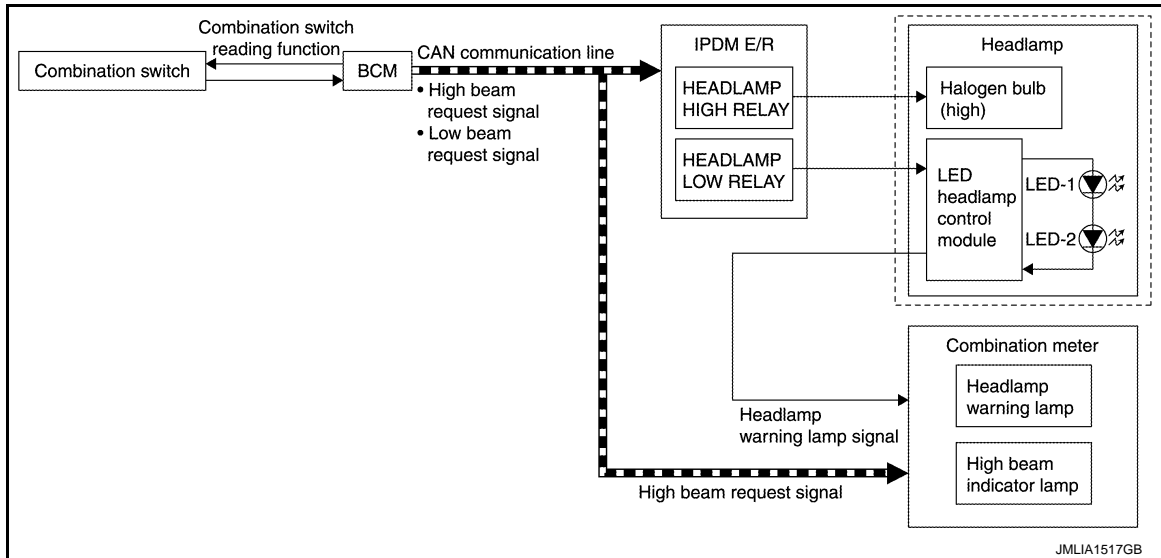 Combination switch
reading function
Combination switch
BCM
CAN communication line
• High beam
request signal
• Low beam
request signal
IPDM E/R
HEADLAMP
HIGH RELAY
HEADLAMP
LOW RELAY
Headlamp
Halogen bulb
(high)
LED
headlamp
control
module
LED-1
LED-2
Combination meter
Headlamp
warning lamp
High beam
indicator lamp
Headlamp
warning lamp signal
High beam request signal
JMLIA1517GB